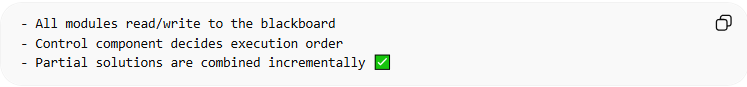 - All modules read/write to the blackboard
- Control component decides execution order
- Partial solutions are combined incrementally ✅